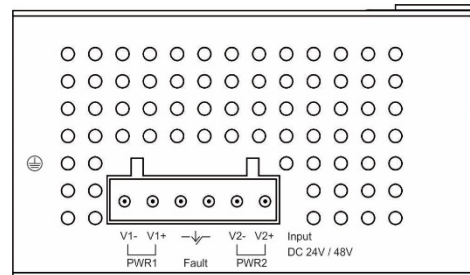 V1- V1+ V2- V2+ Input
DC 24V / 48V
PWR1 Fault PWR2